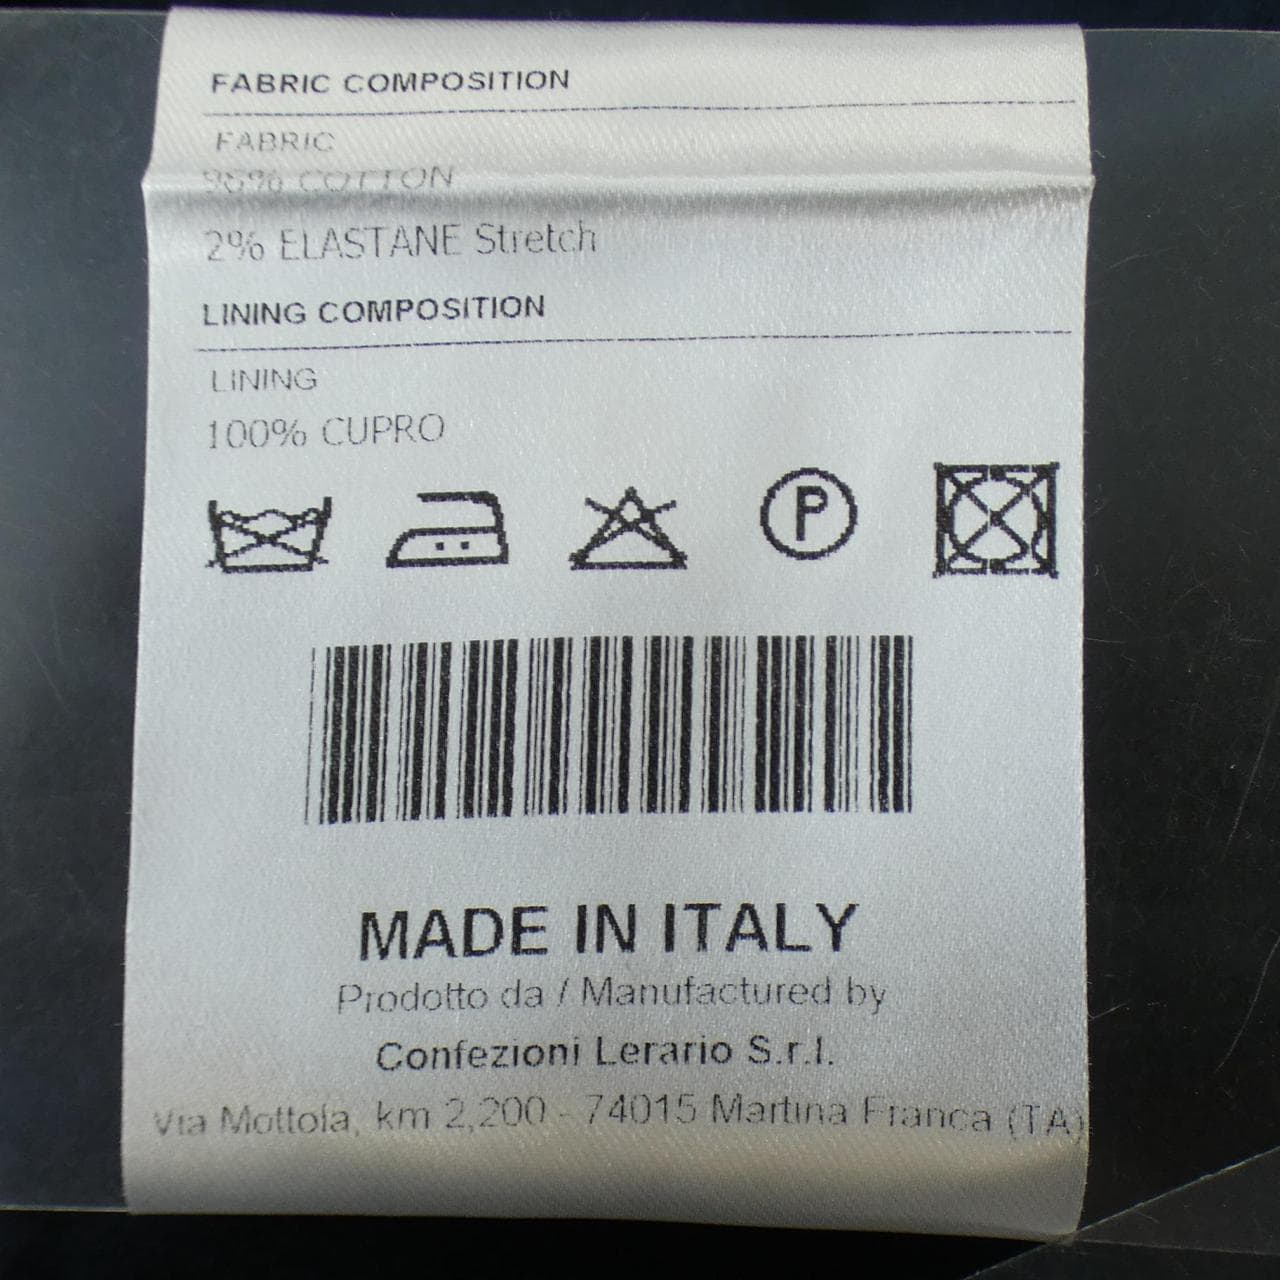 FABRIC COMPOSITION
FABRIC
COTTON
2% ELASTANE Stretch
LINING COMPOSITION
LINING
100% CUPRO
P
MADE IN ITALY
Prodotto da / Manufactured by
Confezioni Lerario S.r.l.
Via Mottola, km 2,200 - 74015 Martina Franca (TA)